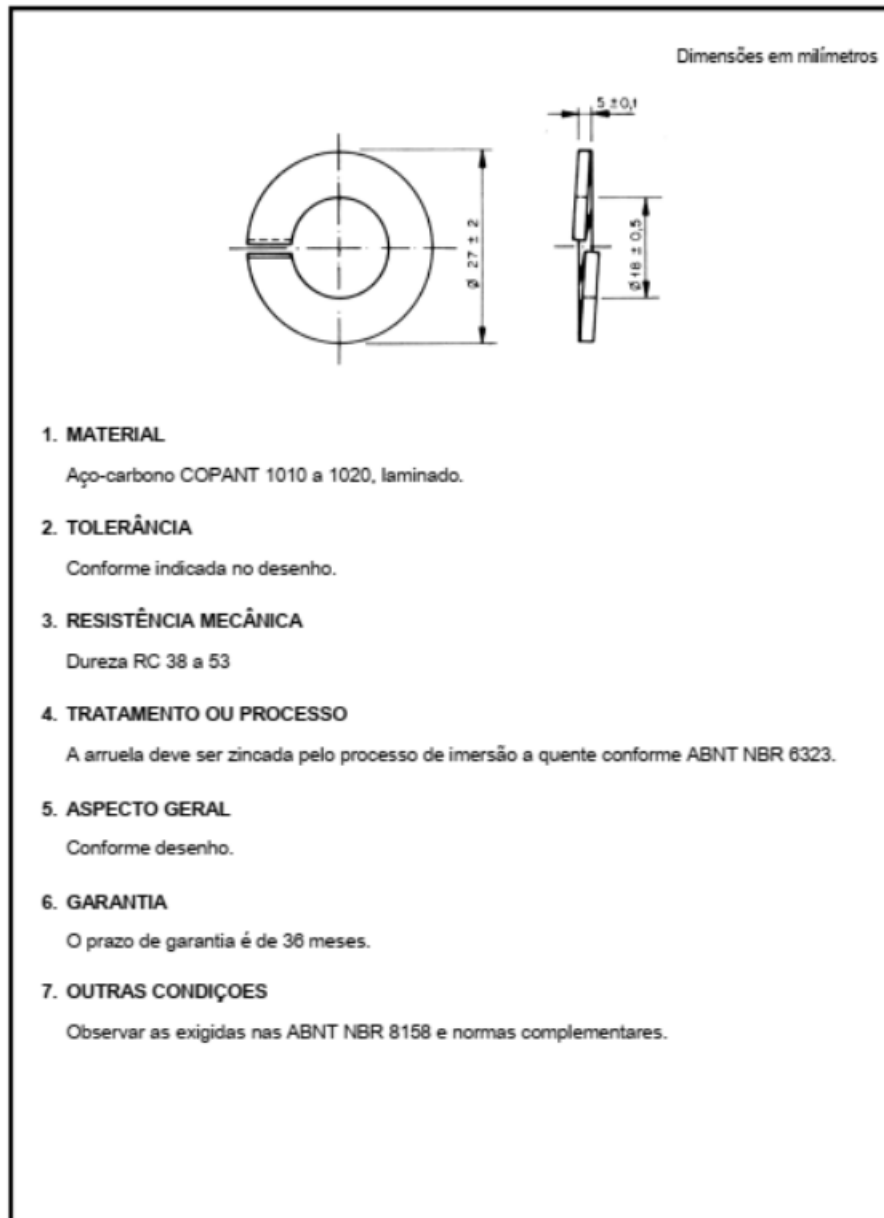 Dimensões em milímetros
5 ±0,1
Ø 27 ± 2
Ø 18 ± 0,5
1. MATERIAL
Aço-carbono COPANT 1010 a 1020, laminado.
2. TOLERÂNCIA
Conforme indicada no desenho.
3. RESISTÊNCIA MECÂNICA
Dureza RC 38 a 53
4. TRATAMENTO OU PROCESSO
A arruela deve ser zincada pelo processo de imersão a quente conforme ABNT NBR 6323.
5. ASPECTO GERAL
Conforme desenho.
6. GARANTIA
O prazo de garantia é de 36 meses.
7. OUTRAS CONDIÇOES
Observar as exigidas nas ABNT NBR 8158 e normas complementares.